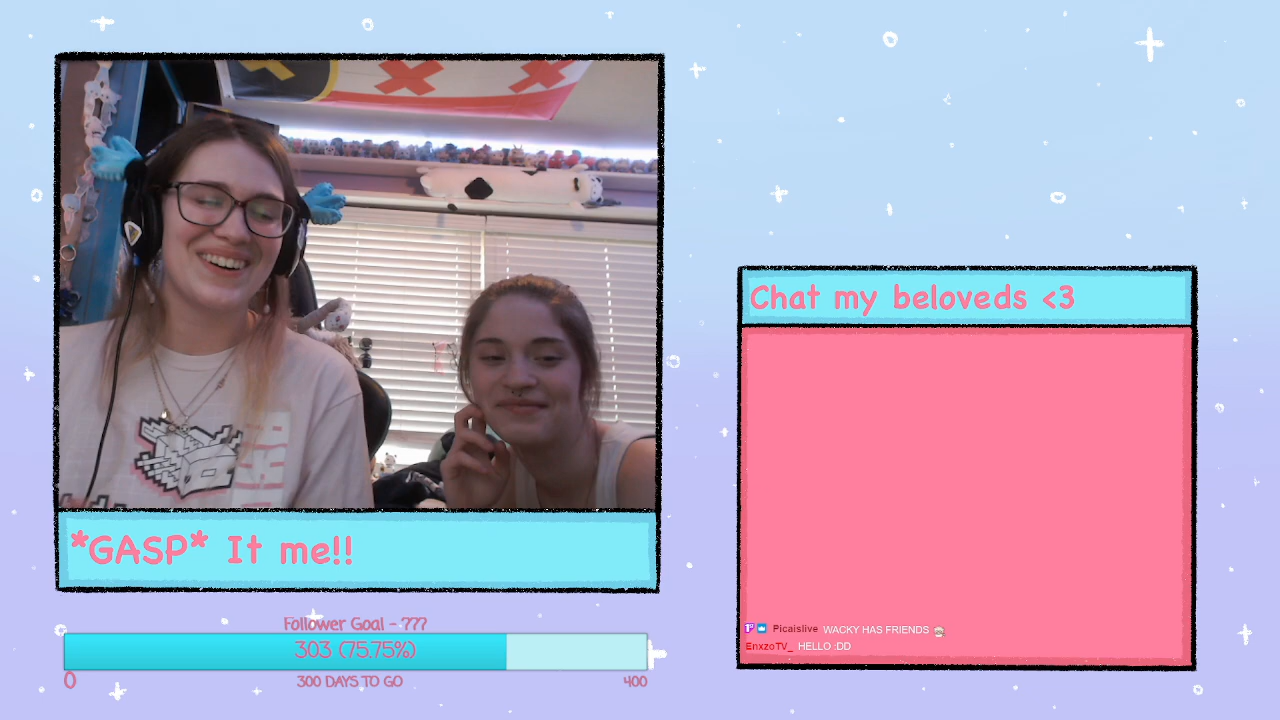 Chat my beloveds <3
*GASP* It me!!
Follower Goal - ???
303 (75.75%)
0
300 DAYS TO GO
400
Picaislive WACKY HAS FRIENDS
EnxzoTV_ HELLO :DD